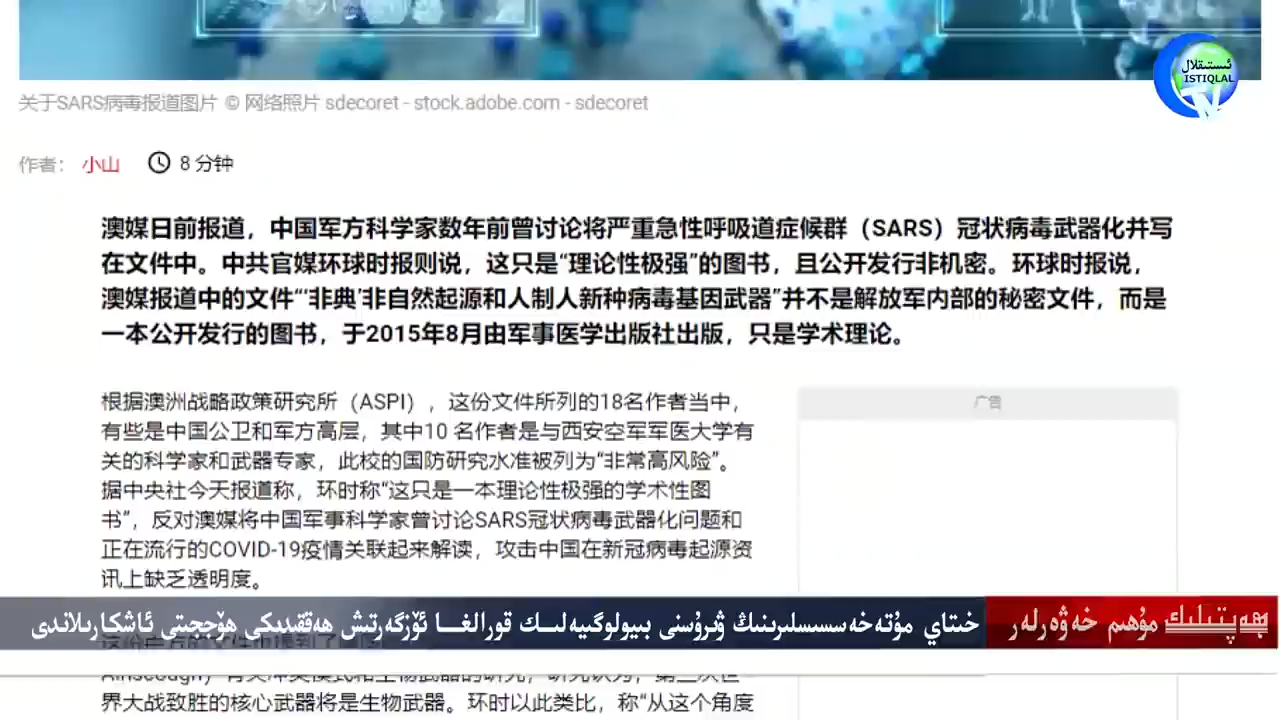 ئىستىقلال
ISTIQLAL
TV
关于SARS病毒报道图片 © 网络照片 sdecoret - stock.adobe.com - sdecoret
作者： 小山 8 分钟
澳媒日前报道，中国军方科学家数年前曾讨论将严重急性呼吸道症候群（SARS）冠状病毒武器化并写
在文件中。中共官媒环球时报则说，这只是“理论性极强”的图书，且公开发行非机密。环球时报说，
澳媒报道中的文件“‘非典’非自然起源和人制人新种病毒基因武器”并不是解放军内部的秘密文件，而是
一本公开发行的图书，于2015年8月由军事医学出版社出版，只是学术理论。
根据澳洲战略政策研究所（ASPI），这份文件所列的18名作者当中，
有些是中国公卫和军方高层，其中10 名作者是与西安空军军医大学有
关的科学家和武器专家，此校的国防研究水准被列为“非常高风险”。
据中央社今天报道称，环时称“这只是一本理论性极强的学术性图
书”，反对澳媒将中国军事科学家曾讨论SARS冠状病毒武器化问题和
正在流行的COVID-19疫情关联起来解读，攻击中国在新冠病毒起源资
讯上缺乏透明度。
广告
ھەپتىلىك مۇھىم خەۋەرلەر
خىتاي مۇتەخەسسىسلىرىنىڭ ۋىرۇسنى بىيولوگىيەلىك قورالغا ئۆزگەرتىش ھەققىدىكى ھۆججىتى ئاشكارىلاندى
界大战致胜的核心武器将是生物武器。环时以此类比，称“从这个角度